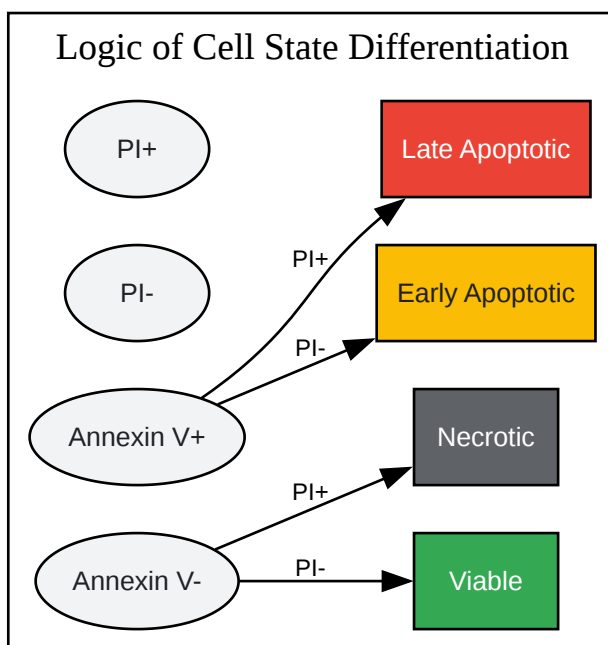 Logic of Cell State Differentiation
PI+
Late Apoptotic
PI+
PI-
Early Apoptotic
PI-
Annexin V+
Necrotic
PI+
Annexin V-
PI-
Viable